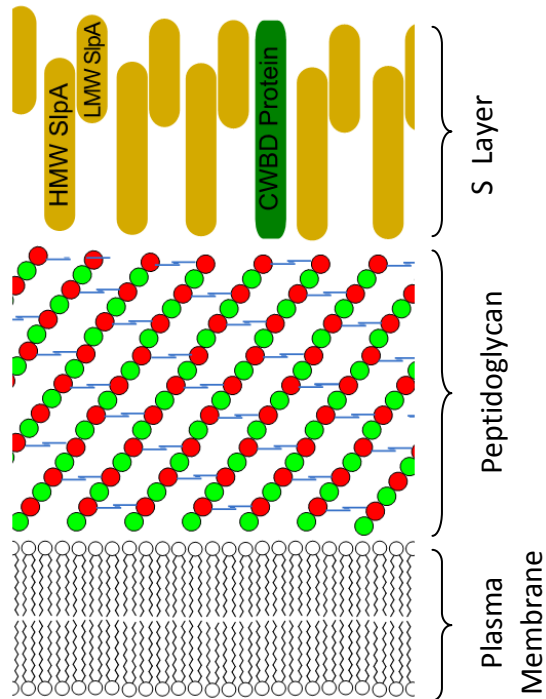 HMW SlpA
LMW SlpA
CWBD Protein
S Layer
Peptidoglycan
Plasma
Membrane